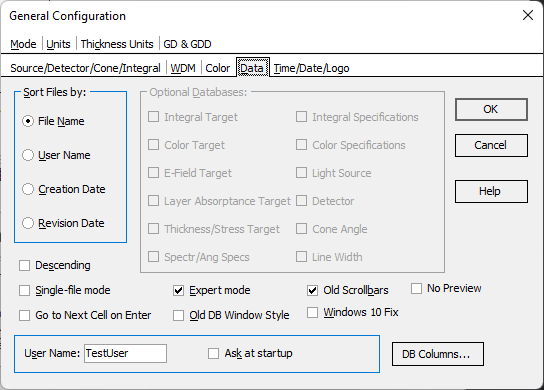 General Configuration
Mode Units Thickness Units GD & GDD
Source/Detector/Cone/Integral WDM Color Data Time/Date/Logo
Sort Files by:
File Name
User Name
Creation Date
Revision Date
Optional Databases:
Integral Target Integral Specifications
Color Target Color Specifications
E-Field Target Light Source
Layer Absorptance Target Detector
Thickness/Stress Target Cone Angle
Spectr/Ang Specs Line Width
OK
Cancel
Help
Descending
Single-file mode Expert mode Old Scrollbars No Preview
Go to Next Cell on Enter Old DB Window Style Windows 10 Fix
User Name: TestUser Ask at startup DB Columns...